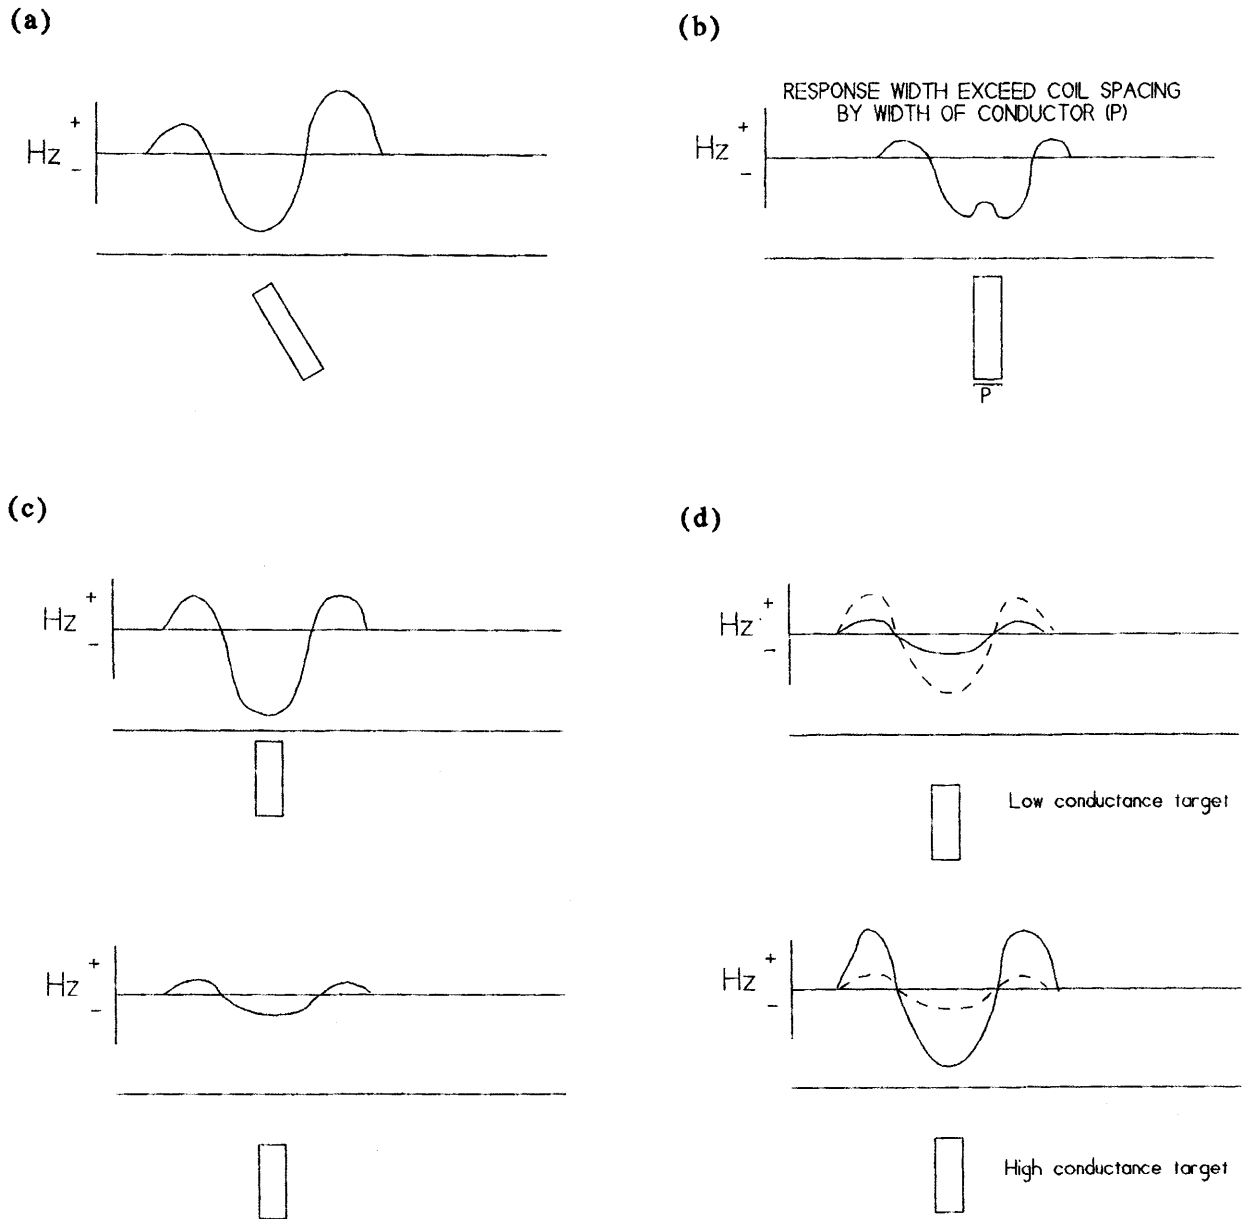 (a)
+
Hz
-
(b)
RESPONSE WIDTH EXCEED COIL SPACING
BY WIDTH OF CONDUCTOR (P)
+
Hz
-
P
(c)
+
Hz
-
+
Hz
-
(d)
+
Hz
-
Low conductance target
+
Hz
-
High conductance target